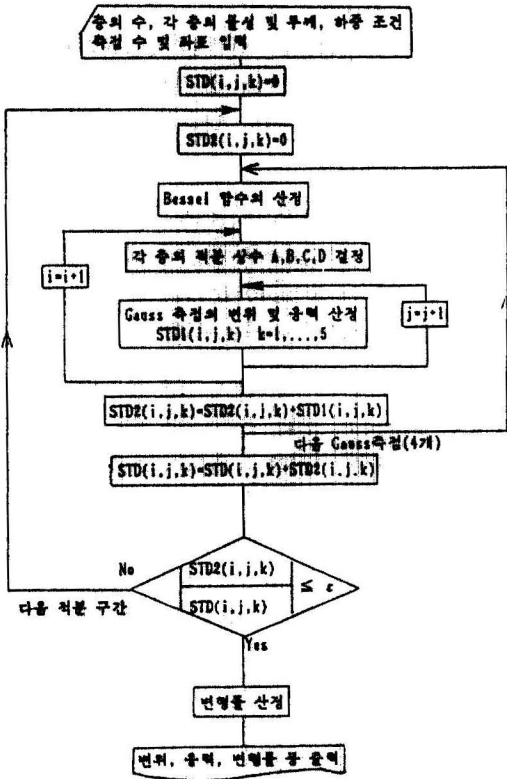 층의 수, 각 층의 물성 및 두께, 하중 조건
측점 수 및 좌표 입력
STD(i,j,k)=0
STD2(i,j,k)=0
Bessel 함수의 산정
각 층의 적분 상수 A,B,C,D 결정
i=i+1
Gauss 측점의 변위 및 응력 산정
STD1(i,j,k) k=1,...,5
j=j+1
STD2(i,j,k)=STD2(i,j,k)+STD1(i,j,k)
다음 Gauss측점(4개)
STD(i,j,k)=STD(i,j,k)+STD2(i,j,k)
No
STD2(i,j,k)
STD(i,j,k)
≦ ε
다음 적분 구간
Yes
변형률 산정
변위, 응력, 변형률 등 출력